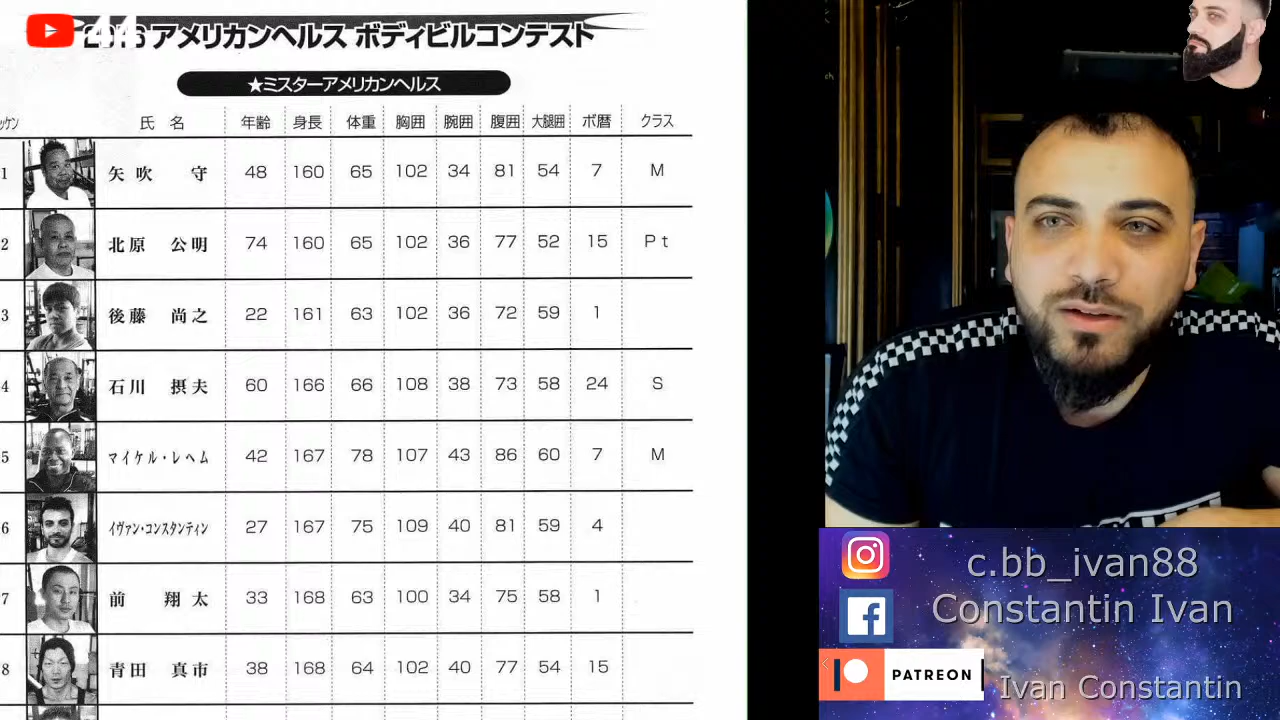 アメリカンヘルス ボディビルコンテスト
★ミスターアメリカンヘルス
氏 名 年齢 身長 体重 胸囲 腕囲 腹囲 大腿囲 ボ暦 クラス
1 矢吹 守 48 160 65 102 34 81 54 7 M
2 北原 公明 74 160 65 102 36 77 52 15 Pt
3 後藤 尚之 22 161 63 102 36 72 59 1
4 石川 摂夫 60 166 66 108 38 73 58 24 S
5 マイケル・レヘム 42 167 78 107 43 86 60 7 M
6 イヴァン・コンスタンティン 27 167 75 109 40 81 59 4
7 前 翔太 33 168 63 100 34 75 58 1
8 青田 真市 38 168 64 102 40 77 54 15
c.bb_ivan88
Constantin Ivan
PATREON
Ivan Constantin